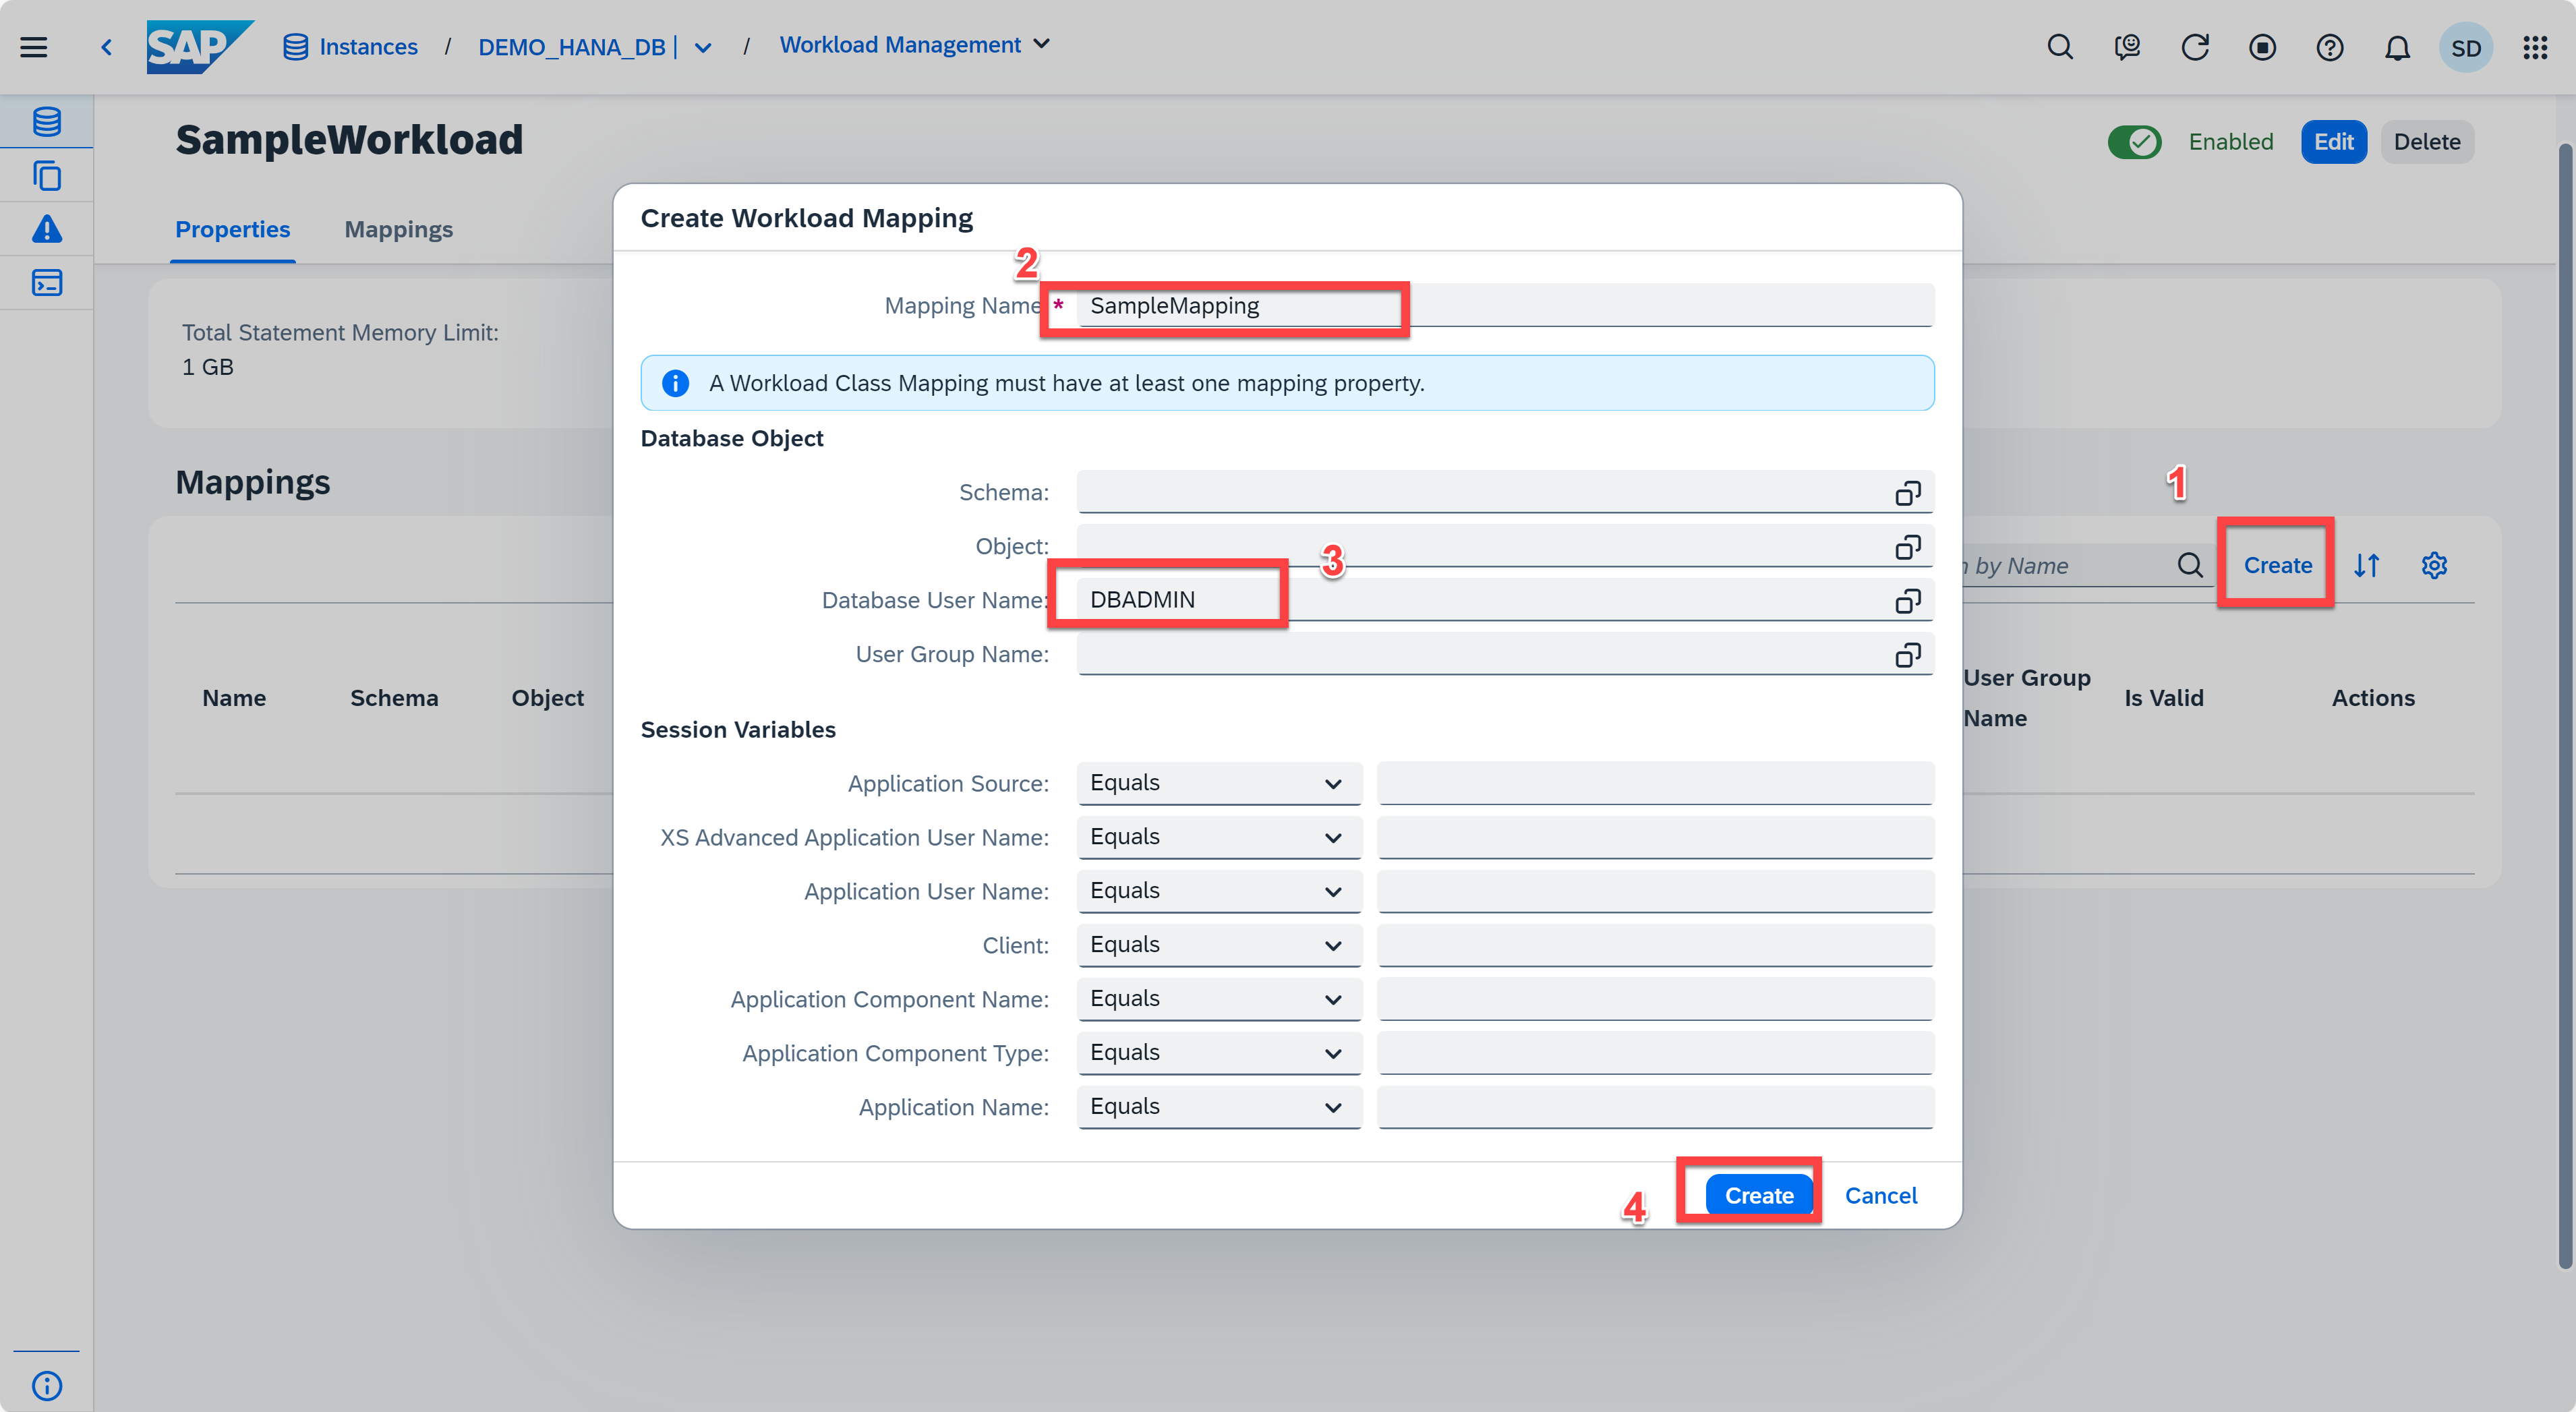 SAP Instances / DEMO_HANA_DB | / Workload Management SD
SampleWorkload
Enabled Edit Delete
Properties Mappings
Total Statement Memory Limit:
1 GB
Mappings
by Name Create
1
Name Schema Object User Group Name Is Valid Actions
Create Workload Mapping
2
Mapping Name * SampleMapping
A Workload Class Mapping must have at least one mapping property.
Database Object
Schema:
Object:
3
Database User Name: DBADMIN
User Group Name:
Session Variables
Application Source: Equals
XS Advanced Application User Name: Equals
Application User Name: Equals
Client: Equals
Application Component Name: Equals
Application Component Type: Equals
Application Name: Equals
4 Create Cancel